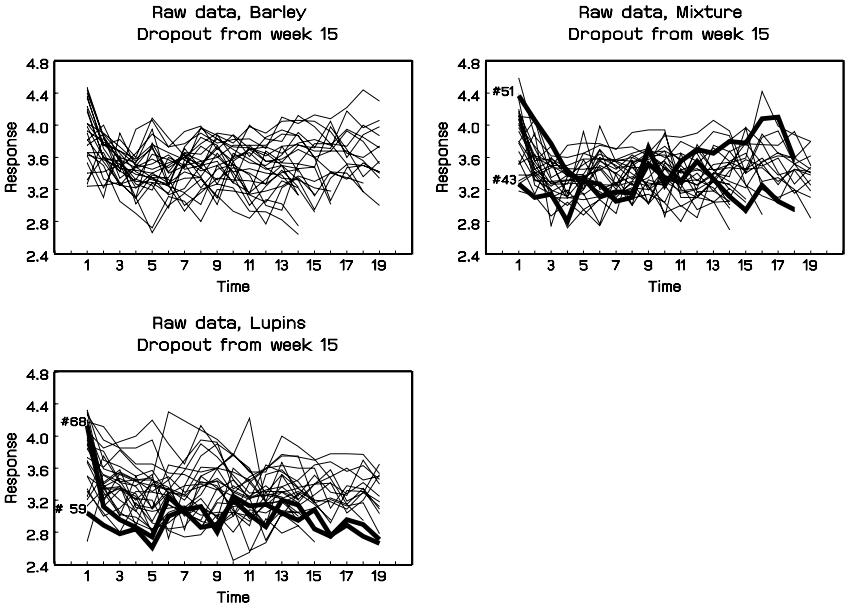 Raw data, Barley
Dropout from week 15
4.8
4.4
4.0
3.6
3.2
2.8
2.4
Response
1 3 5 7 9 11 13 15 17 19
Time
Raw data, Mixture
Dropout from week 15
4.8
4.4
4.0
3.6
3.2
2.8
2.4
Response
#51
#43
1 3 5 7 9 11 13 15 17 19
Time
Raw data, Lupins
Dropout from week 15
4.8
4.4
4.0
3.6
3.2
2.8
2.4
Response
#68
# 59
1 3 5 7 9 11 13 15 17 19
Time